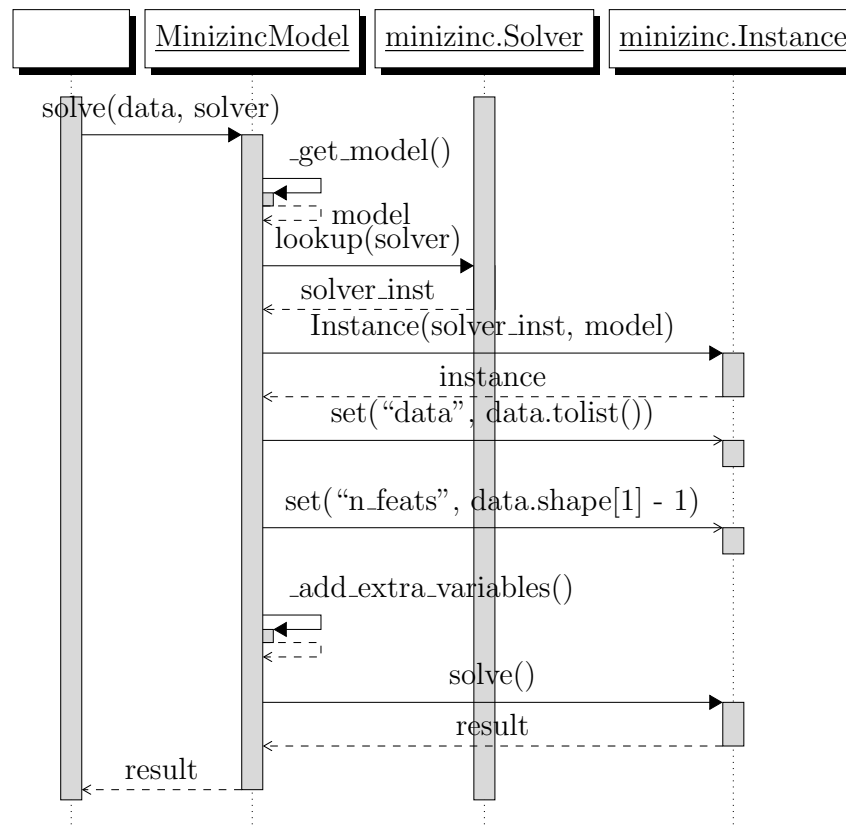 MinizincModel
minizinc.Solver
minizinc.Instance
solve(data, solver)
_get_model()
model
lookup(solver)
solver_inst
Instance(solver_inst, model)
instance
set(“data”, data.tolist())
set(“n_feats”, data.shape[1] - 1)
_add_extra_variables()
solve()
result
result